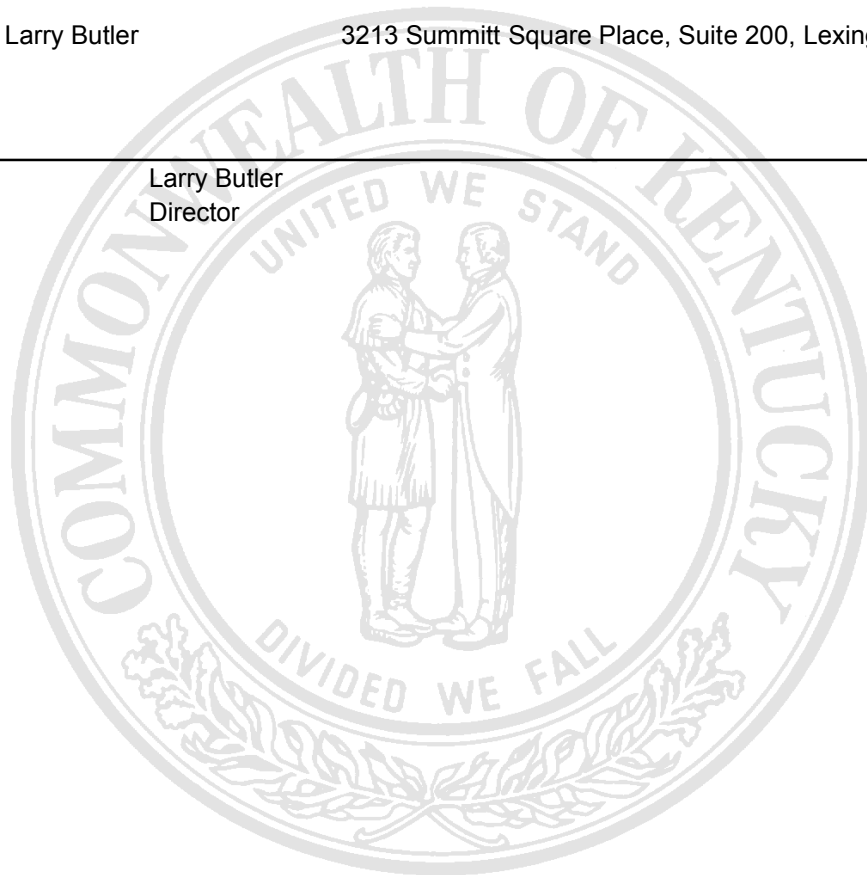 Larry Butler 3213 Summitt Square Place, Suite 200, Lexing
Larry Butler
Director
COMMONWEALTH OF KENTUCKY
UNITED WE STAND
DIVIDED WE FALL